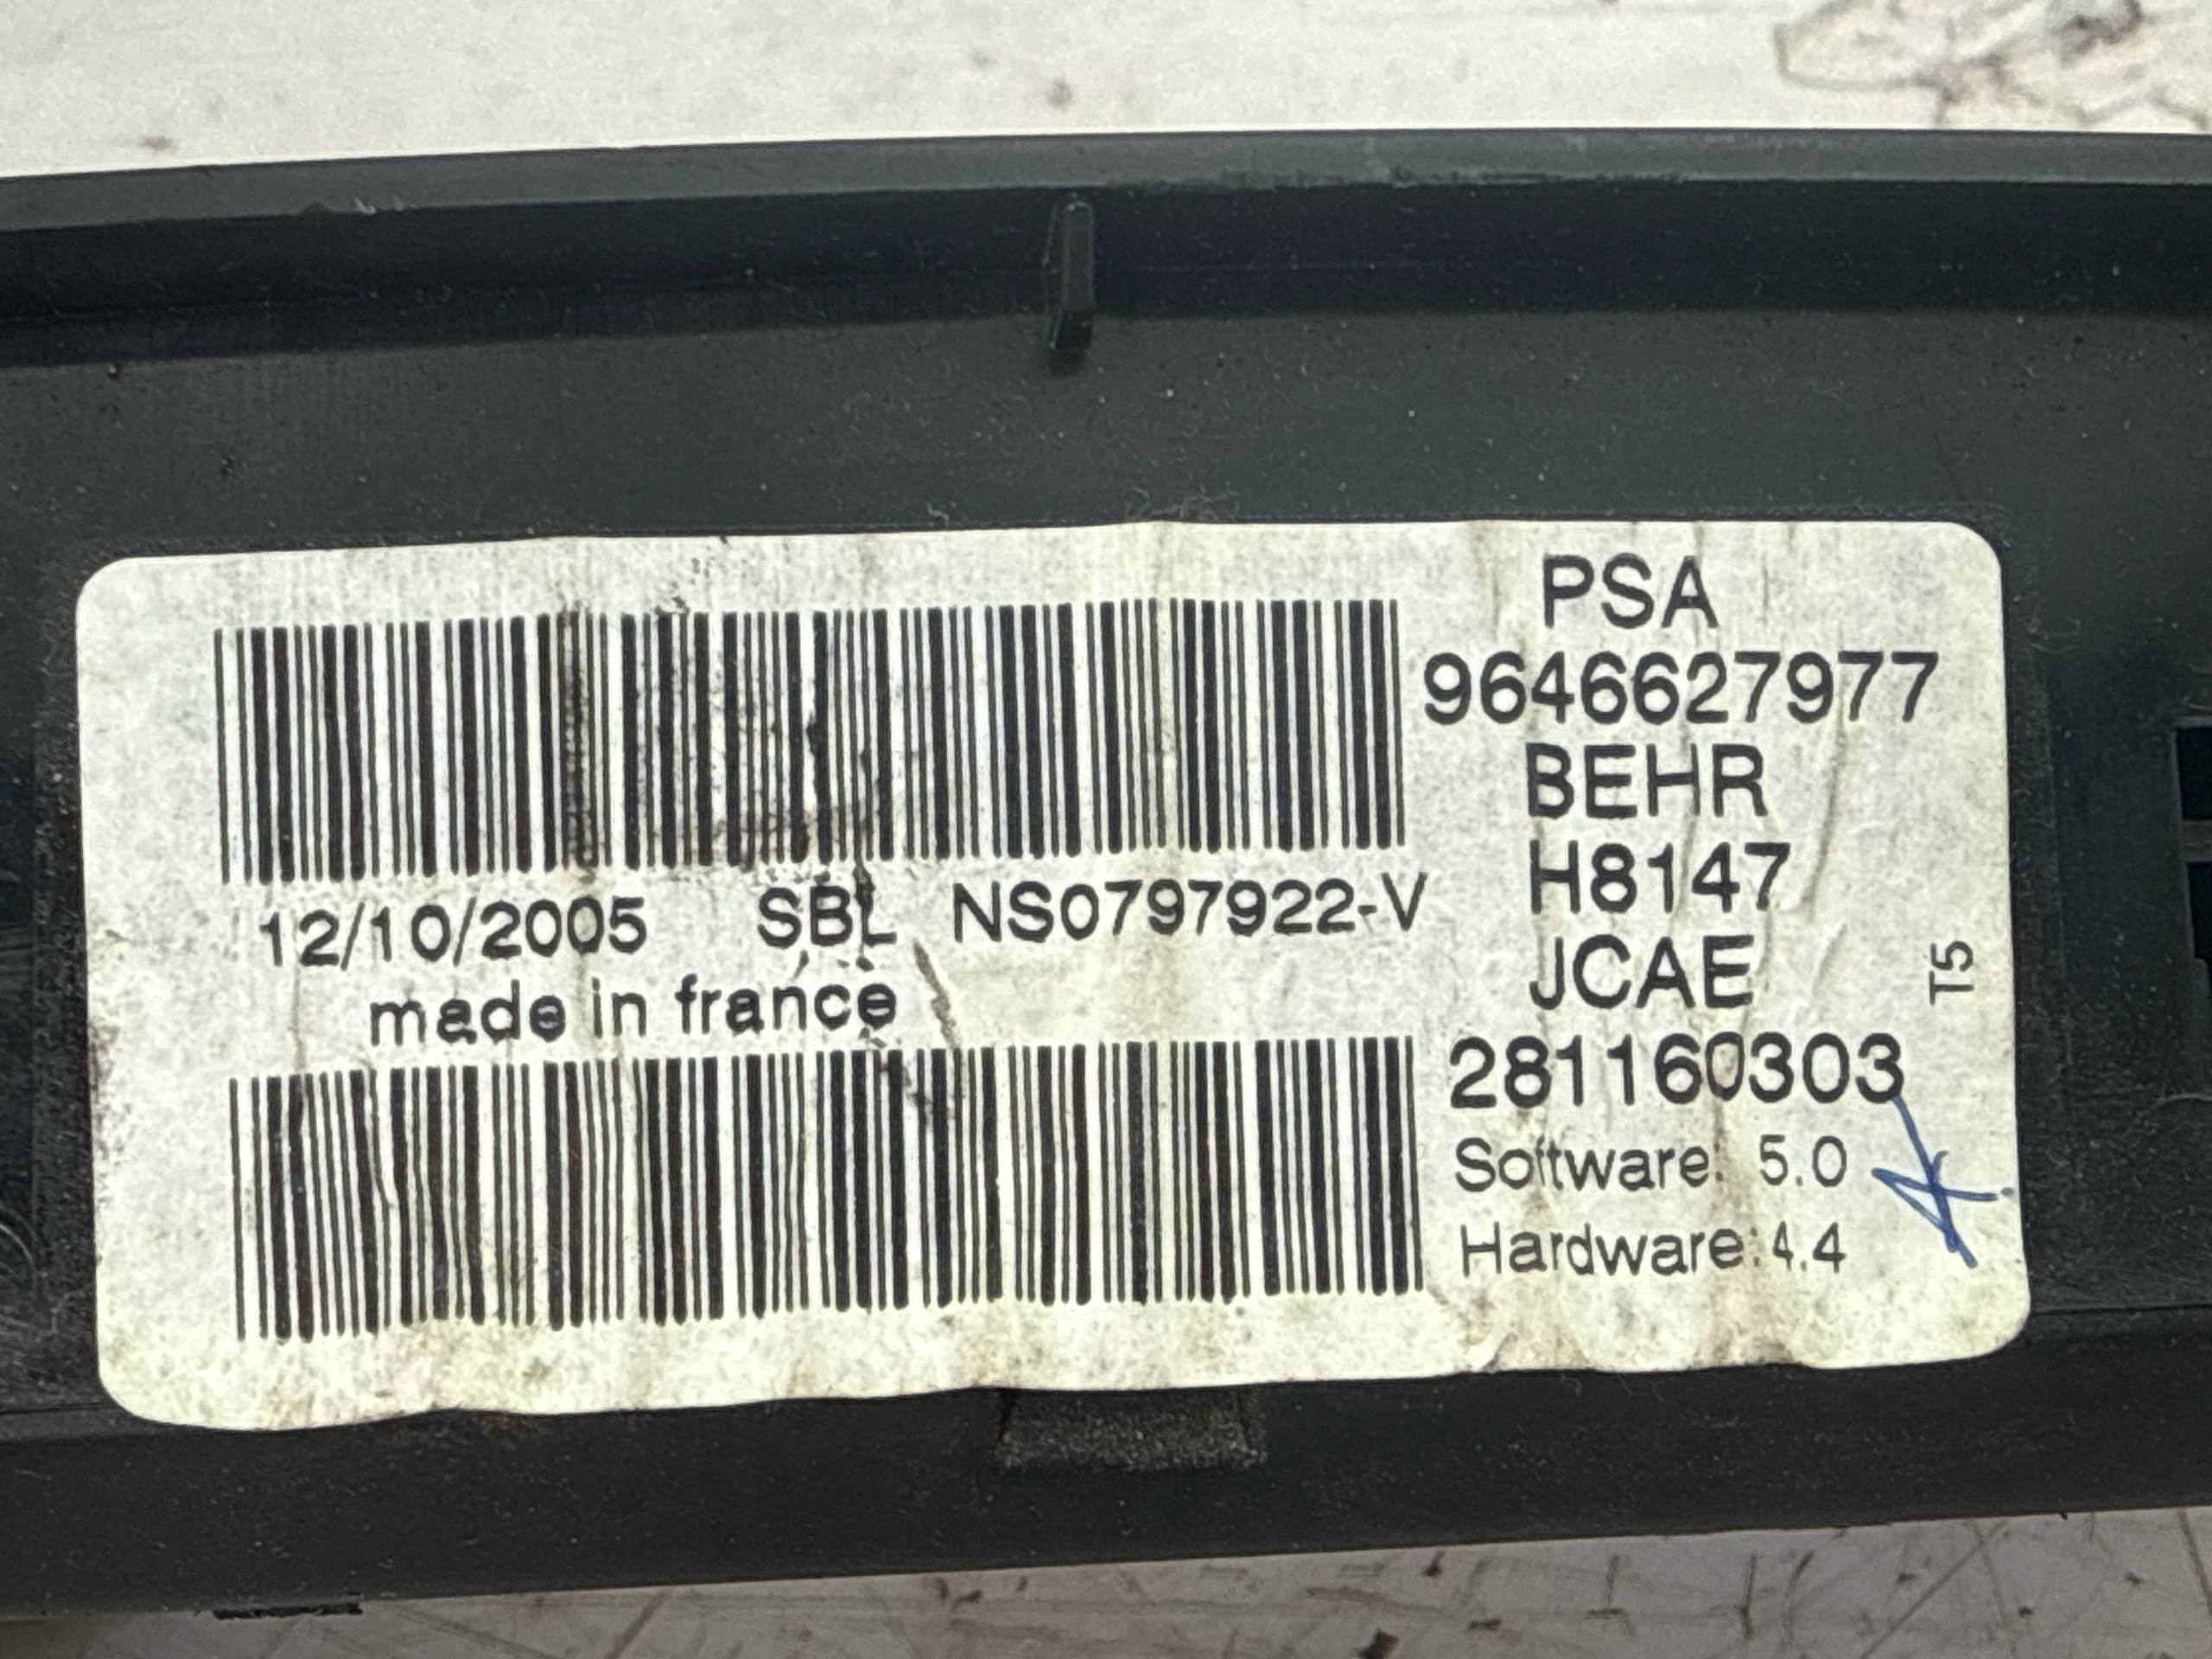 PSA
9646627977
BEHR
H8147
JCAE
281160303
Software: 5.0
Hardware:4.4
T5
12/10/2005 SBL NS0797922-V
made in france